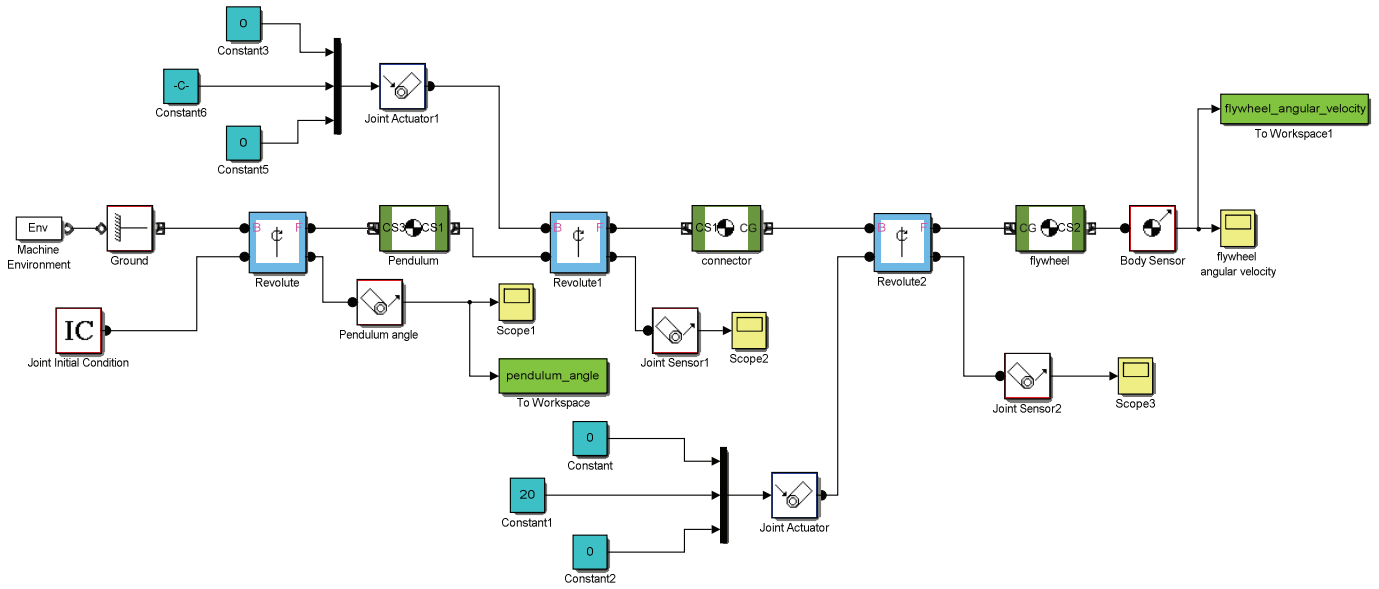 0
Constant3
-C-
Constant6
Joint Actuator1
0
Constant5
flywheel_angular_velocity
To Workspace1
Env
Machine
Environment
Ground
B F
Revolute
CS3 CS1
Pendulum
B F
Revolute1
CS1 CG
connector
B F
Revolute2
CG CS2
flywheel
Body Sensor
flywheel
angular velocity
IC
Joint Initial Condition
Pendulum angle
Scope1
pendulum_angle
To Workspace
Joint Sensor1
Scope2
Joint Sensor2
Scope3
0
Constant
20
Constant1
Joint Actuator
0
Constant2